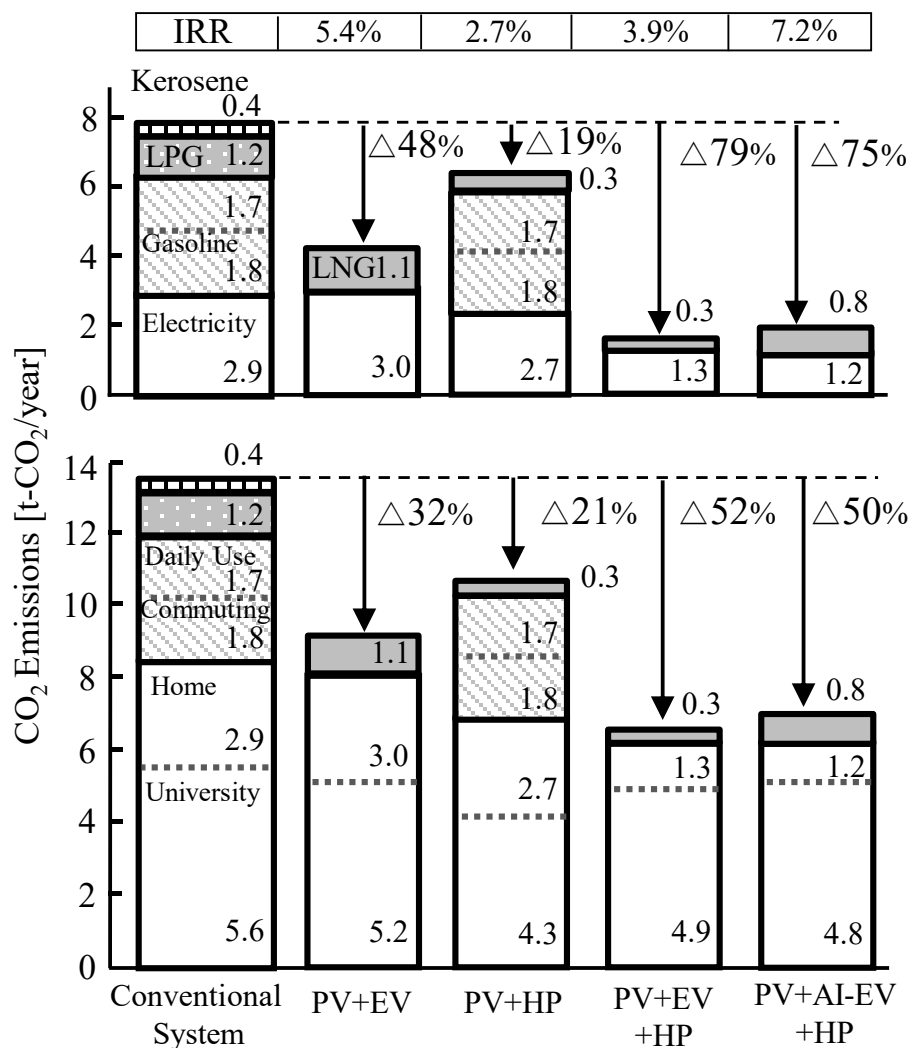 IRR 5.4% 2.7% 3.9% 7.2%
Kerosene
0.4
8
△48% △19% △79% △75%
LPG 1.2
6
0.3
1.7 1.7
Gasoline
4
LNG1.1
1.8 1.8
0.3 0.8
Electricity
2
2.9 3.0 2.7 1.3 1.2
0
CO₂ Emissions [t-CO₂/year]
0.4
14
△32% △21% △52% △50%
1.2
12
Daily Use
1.7
0.3
10
Commuting
1.8
1.1 1.7
8
1.8
Home
0.3 0.8
2.9 3.0 1.3 1.2
6
University
2.7
4
2
5.6 5.2 4.3 4.9 4.8
0
Conventional PV+EV PV+HP PV+EV PV+AI-EV
System +HP +HP